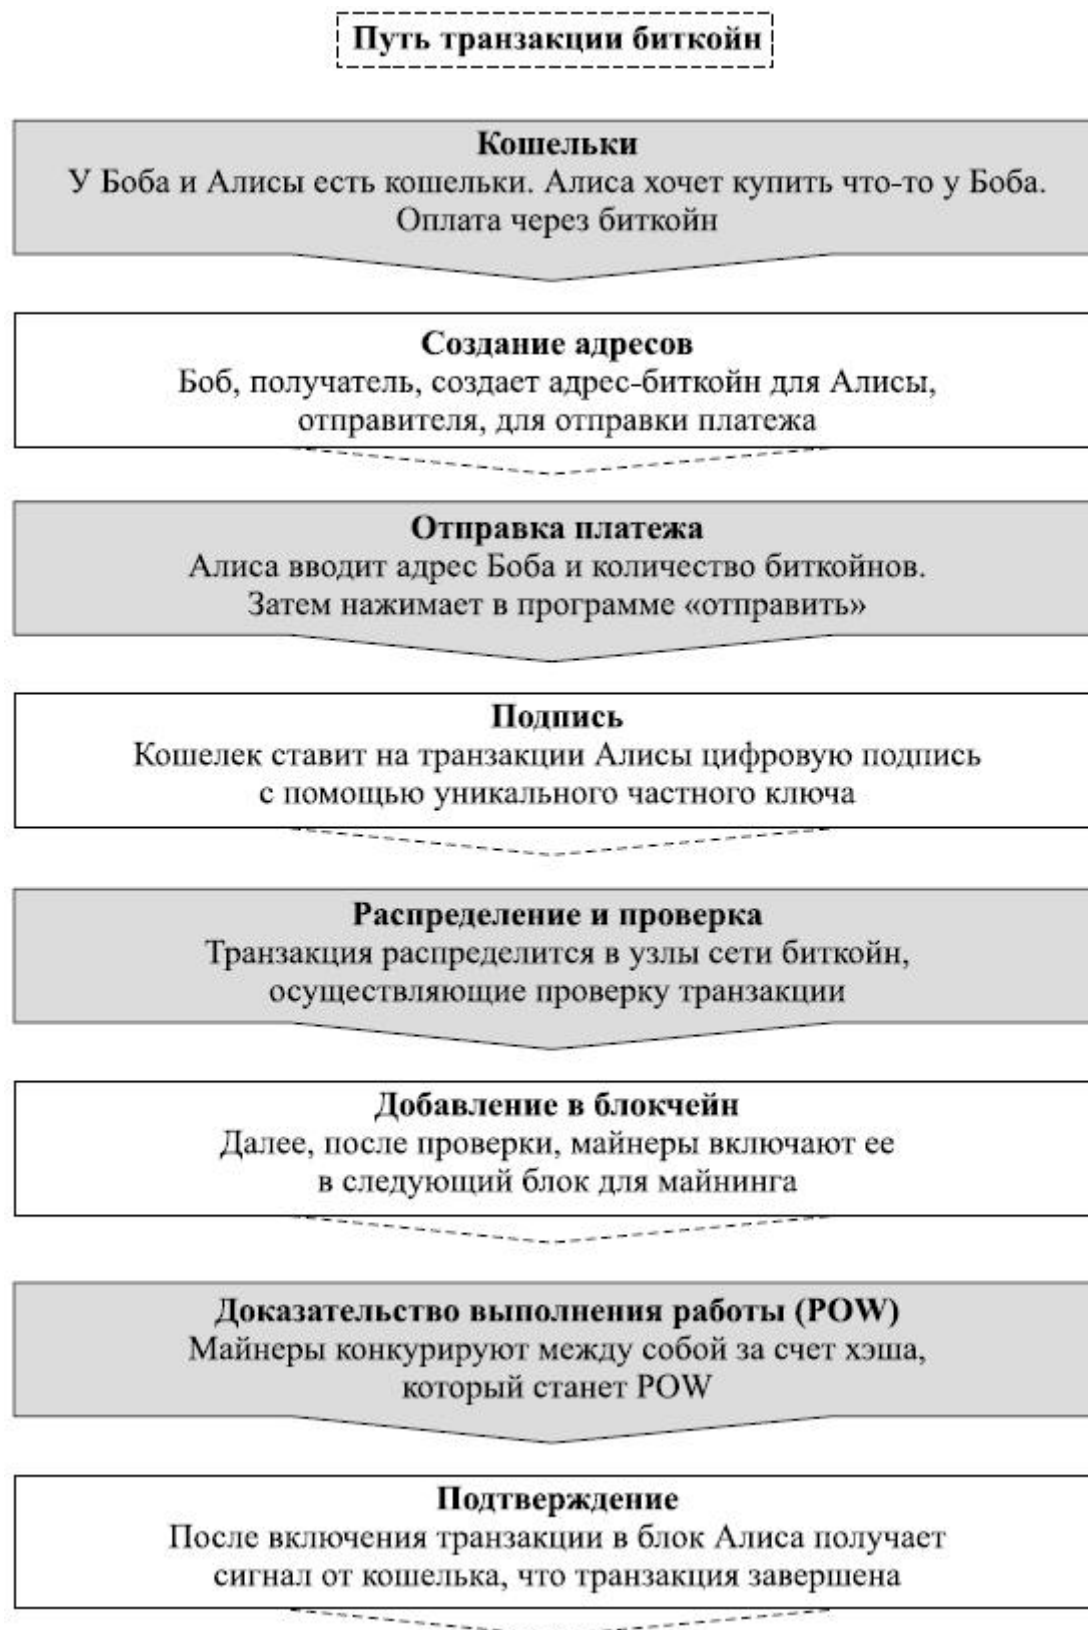 Путь транзакции биткойн
Кошельки
У Боба и Алисы есть кошельки. Алиса хочет купить что-то у Боба.
Оплата через биткойн
Создание адресов
Боб, получатель, создает адрес-биткойн для Алисы,
отправителя, для отправки платежа
Отправка платежа
Алиса вводит адрес Боба и количество биткойнов.
Затем нажимает в программе «отправить»
Подпись
Кошелек ставит на транзакции Алисы цифровую подпись
с помощью уникального частного ключа
Распределение и проверка
Транзакция распределится в узлы сети биткойн,
осуществляющие проверку транзакции
Добавление в блокчейн
Далее, после проверки, майнеры включают ее
в следующий блок для майнинга
Доказательство выполнения работы (POW)
Майнеры конкурируют между собой за счет хэша,
который станет POW
Подтверждение
После включения транзакции в блок Алиса получает
сигнал от кошелька, что транзакция завершена